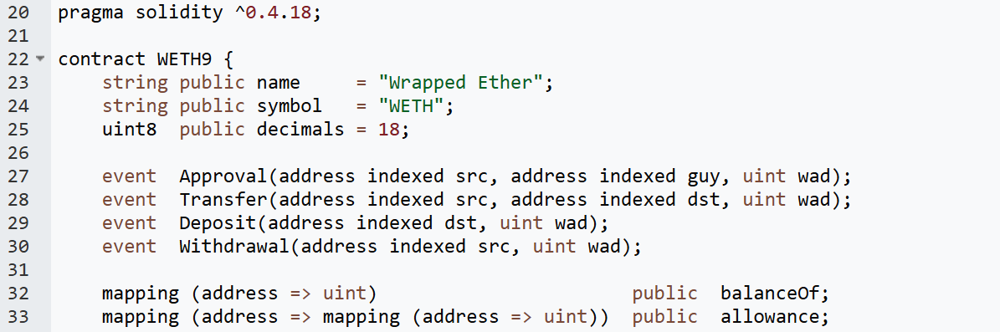 20 pragma solidity ^0.4.18;
21
22 contract WETH9 {
23     string public name     = "Wrapped Ether";
24     string public symbol   = "WETH";
25     uint8  public decimals = 18;
26
27     event  Approval(address indexed src, address indexed guy, uint wad);
28     event  Transfer(address indexed src, address indexed dst, uint wad);
29     event  Deposit(address indexed dst, uint wad);
30     event  Withdrawal(address indexed src, uint wad);
31
32     mapping (address => uint)                       public  balanceOf;
33     mapping (address => mapping (address => uint))  public  allowance;